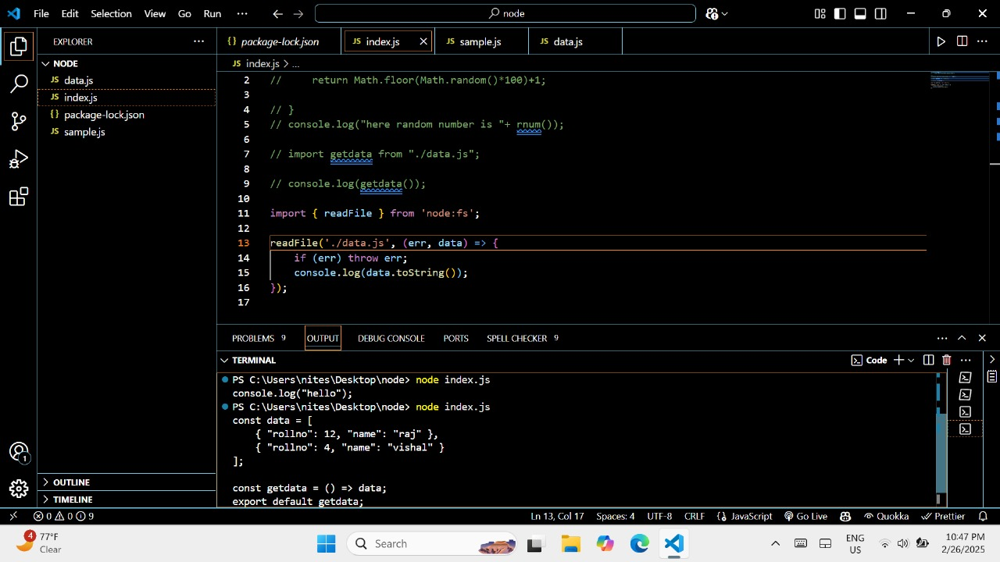 File Edit Selection View Go Run ··· node
EXPLORER ···
{} package-lock.json JS index.js JS sample.js JS data.js ···
NODE
JS data.js
JS index.js
{} package-lock.json
JS sample.js
JS index.js > ...
2 //     return Math.floor(Math.random()*100)+1;
3
4 // }
5 // console.log("here random number is "+ rnum());
6
7 // import getdata from "./data.js";
8
9 // console.log(getdata());
10
11 import { readFile } from 'node:fs';
12
13 readFile('./data.js', (err, data) => {
14     if (err) throw err;
15     console.log(data.toString());
16 });
17
PROBLEMS 9 OUTPUT DEBUG CONSOLE PORTS SPELL CHECKER 9 ···
TERMINAL Code ···
PS C:\Users\nites\Desktop\node> node index.js
console.log("hello");
PS C:\Users\nites\Desktop\node> node index.js
const data = [
    { "rollno": 12, "name": "raj" },
    { "rollno": 4, "name": "vishal" }
];
const getdata = () => data;
export default getdata;
1
OUTLINE
TIMELINE
0 0 9 Ln 13, Col 17 Spaces: 4 UTF-8 CRLF {} JavaScript Go Live Quokka Prettier
4 77°F
Clear
Search
ENG
US
10:47 PM
2/26/2025